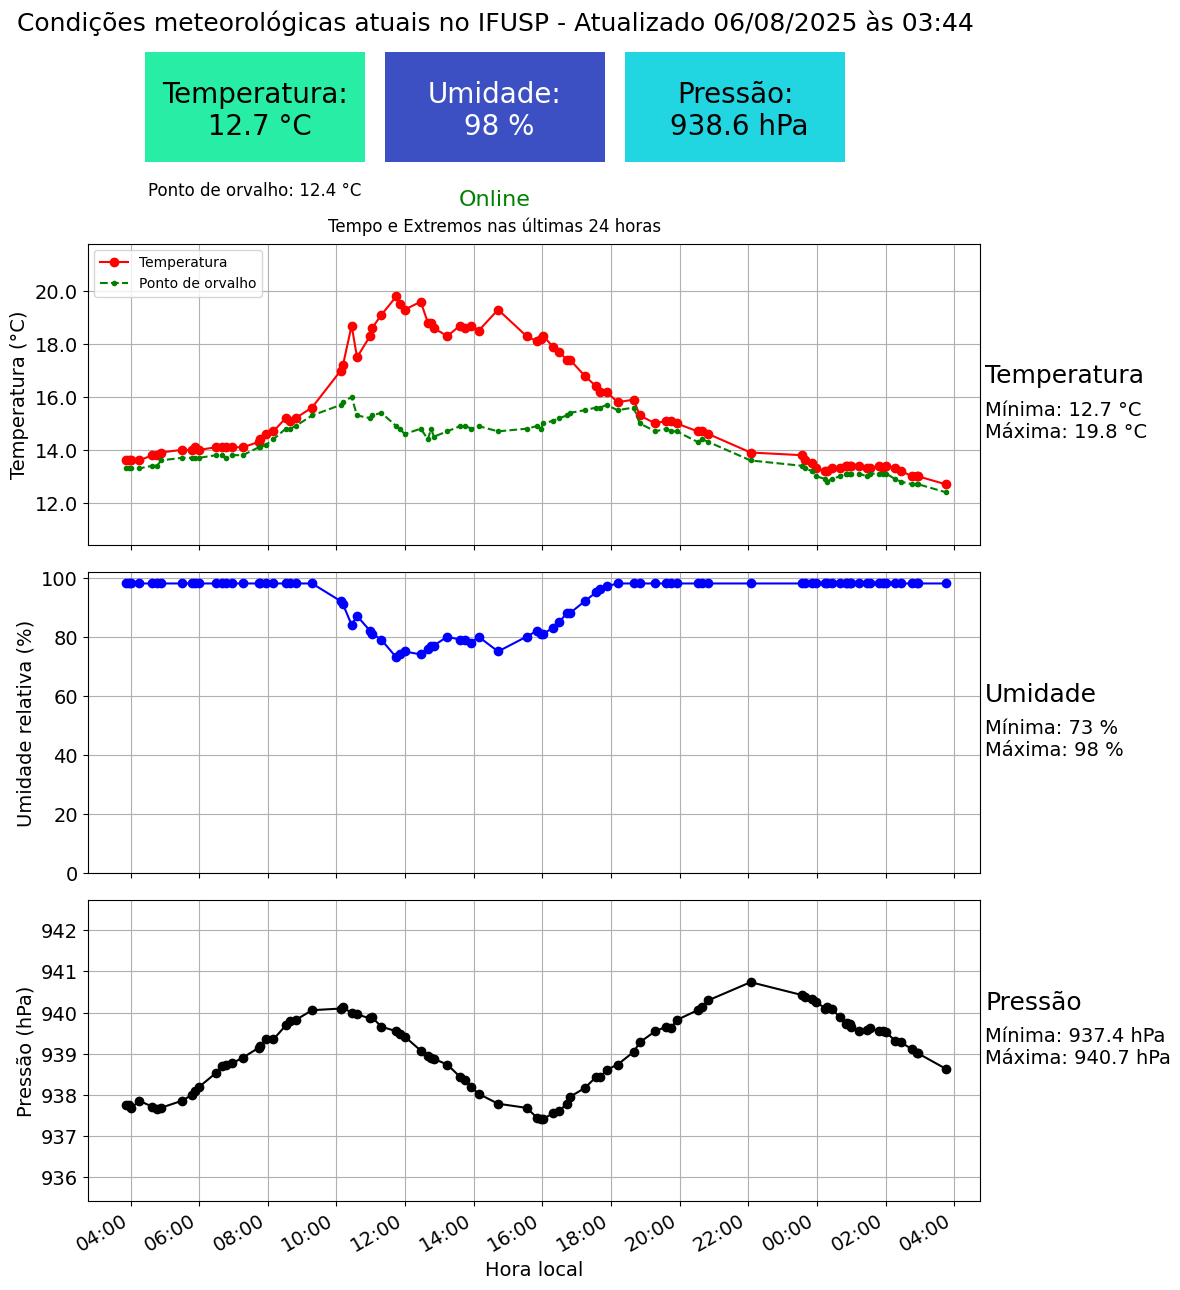 Condições meteorológicas atuais no IFUSP - Atualizado 06/08/2025 às 03:44
Temperatura:
12.7 °C
Umidade:
98 %
Pressão:
938.6 hPa
Ponto de orvalho: 12.4 °C
Online
Tempo e Extremos nas últimas 24 horas
Temperatura
Ponto de orvalho
Temperatura (°C)
20.0
18.0
16.0
14.0
12.0
Temperatura
Mínima: 12.7 °C
Máxima: 19.8 °C
Umidade relativa (%)
100
80
60
40
20
0
Umidade
Mínima: 73 %
Máxima: 98 %
Pressão (hPa)
942
941
940
939
938
937
936
Pressão
Mínima: 937.4 hPa
Máxima: 940.7 hPa
04:00 06:00 08:00 10:00 12:00 14:00 16:00 18:00 20:00 22:00 00:00 02:00 04:00
Hora local